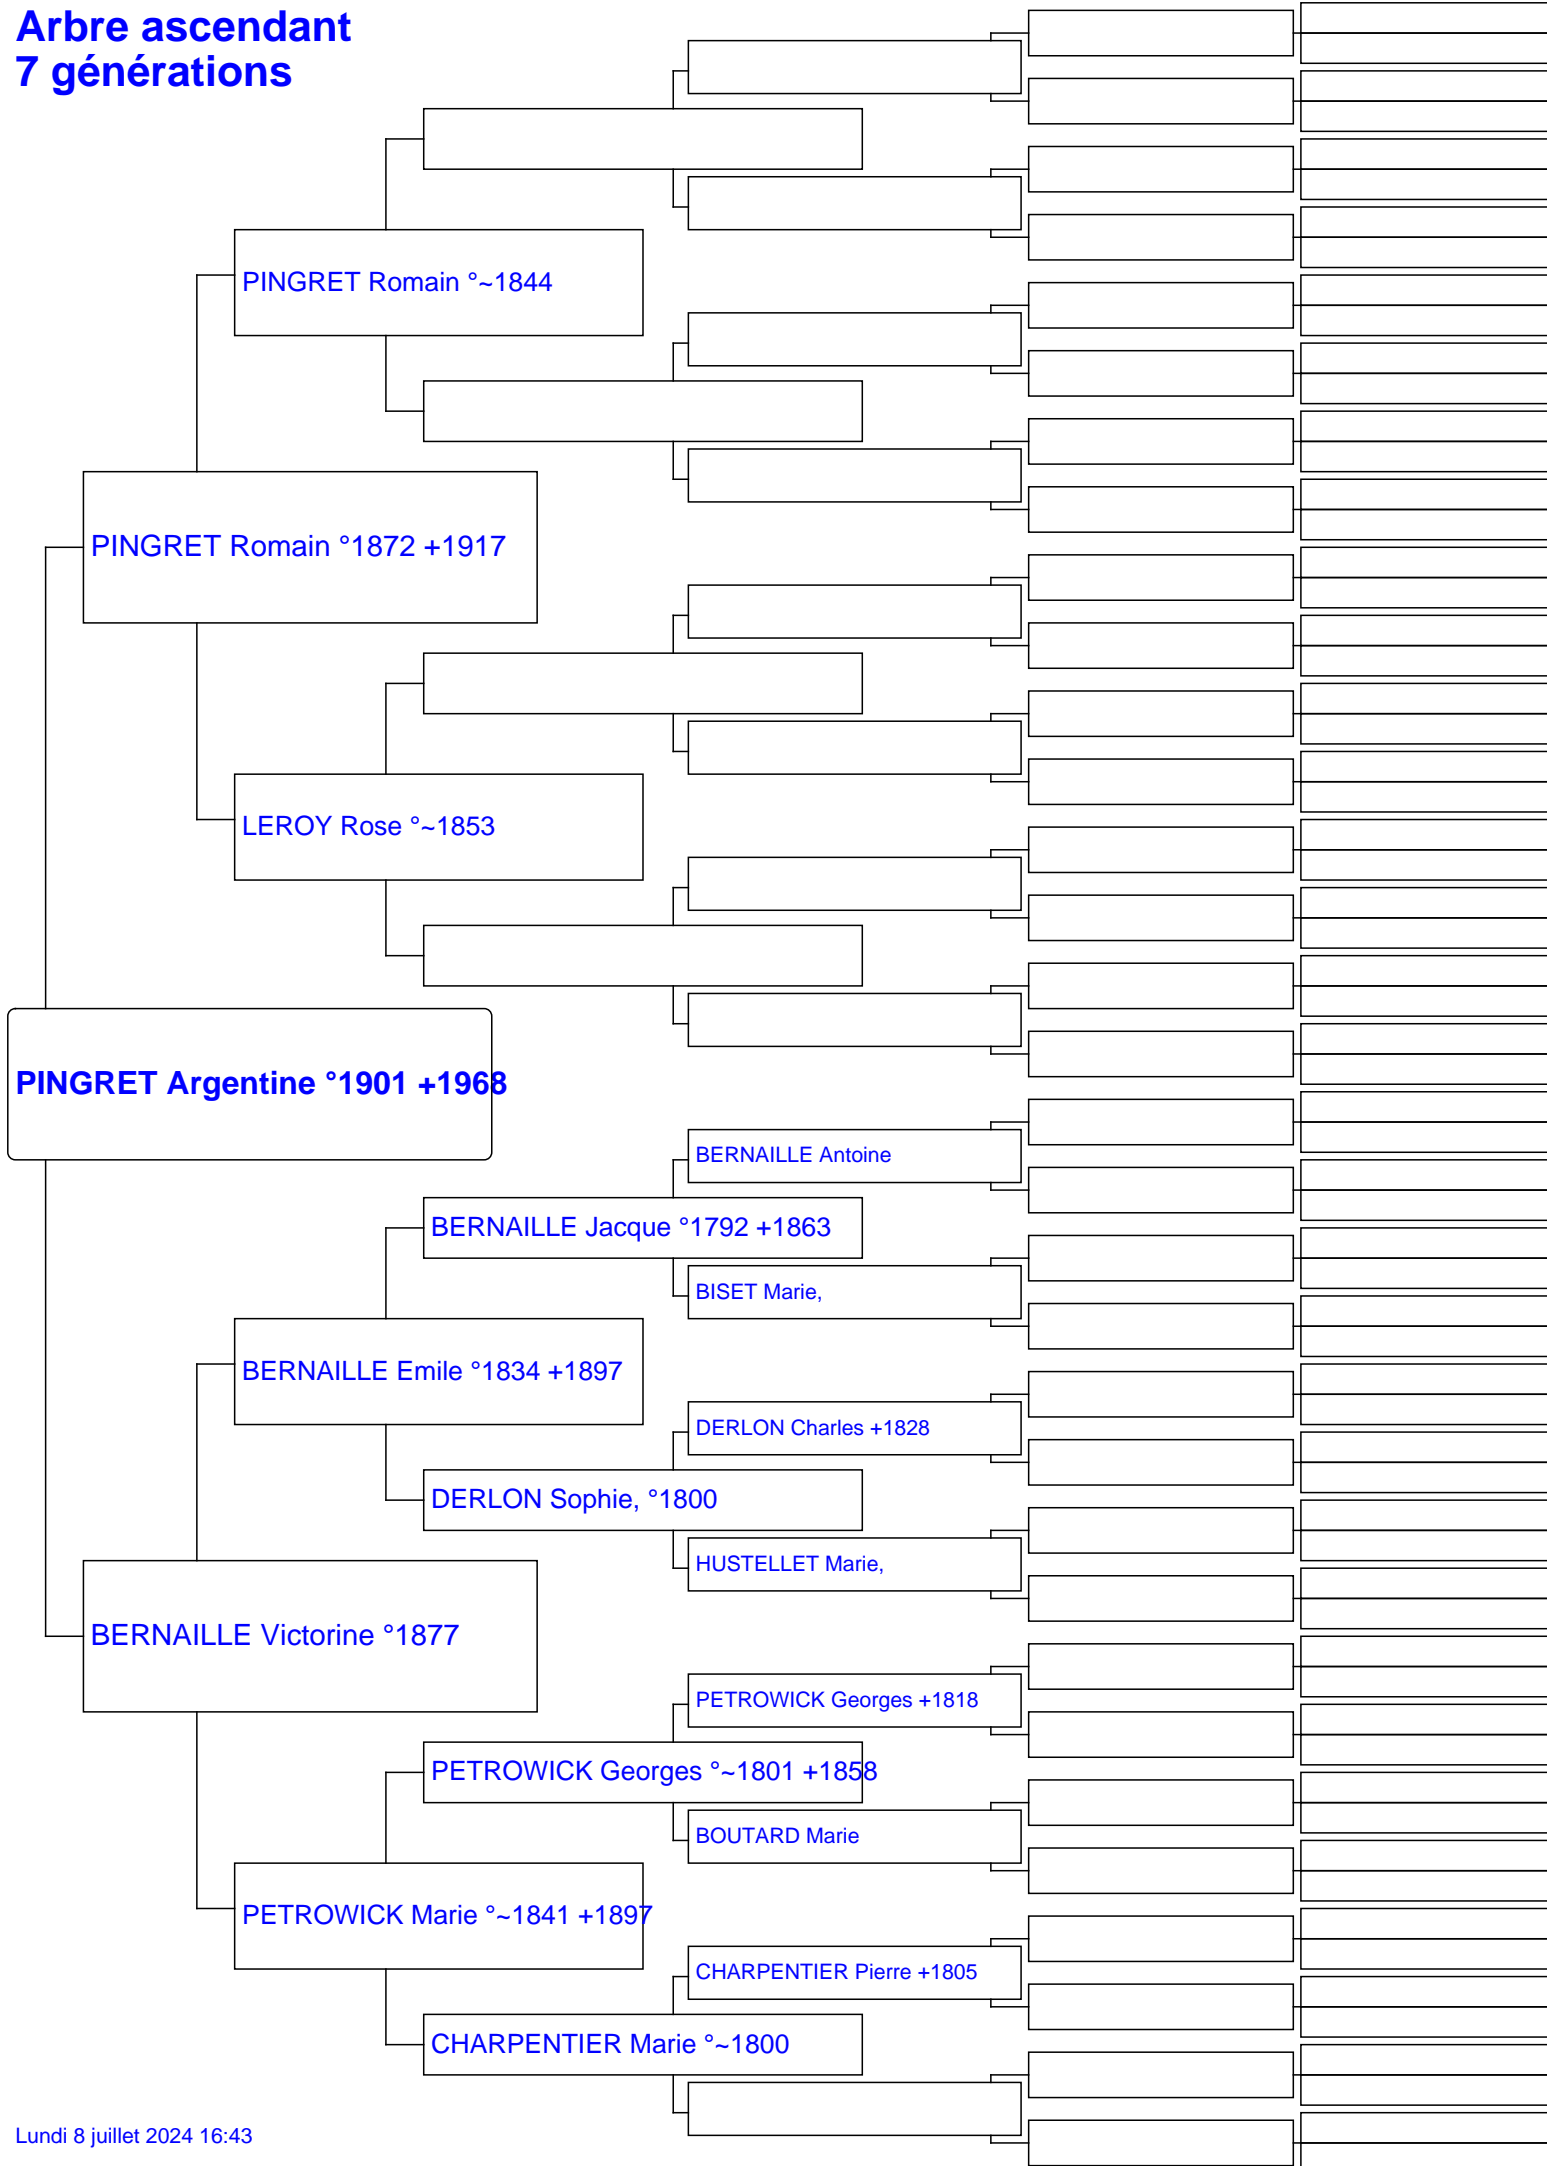 Arbre ascendant
7 générations
PINGRET Romain °~1844
PINGRET Romain °1872 +1917
LEROY Rose °~1853
PINGRET Argentine °1901 +1968
BERNAILLE Antoine
BERNAILLE Jacque °1792 +1863
BISET Marie,
BERNAILLE Emile °1834 +1897
DERLON Charles +1828
DERLON Sophie, °1800
HUSTELLET Marie,
BERNAILLE Victorine °1877
PETROWICK Georges +1818
PETROWICK Georges °~1801 +1858
BOUTARD Marie
PETROWICK Marie °~1841 +1897
CHARPENTIER Pierre +1805
CHARPENTIER Marie °~1800
Lundi 8 juillet 2024 16:43